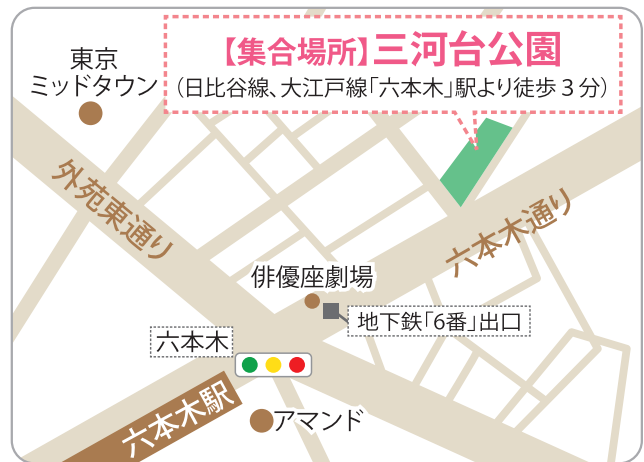 【集合場所】三河台公園
(日比谷線、大江戸線「六本木」駅より徒歩3分)
東京
ミッドタウン
外苑東通り
六本木通り
俳優座劇場
地下鉄「6番」出口
六本木
六本木駅
アマンド